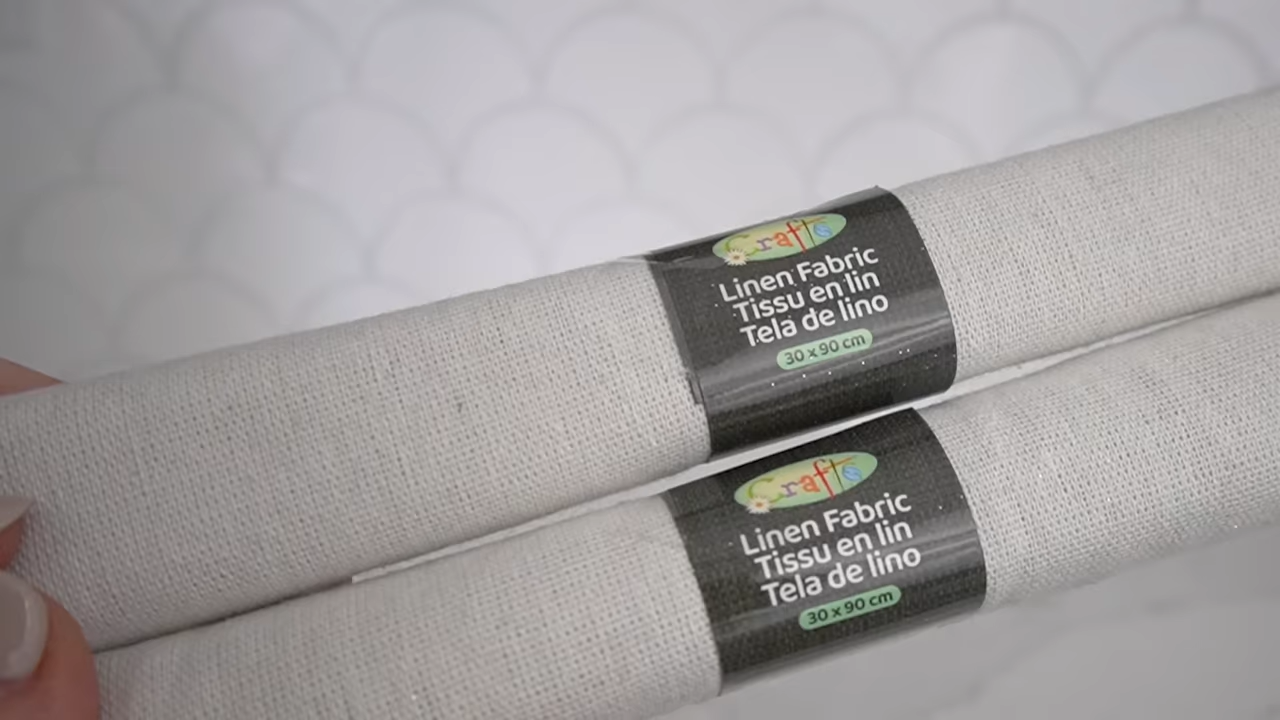 Crafts
Linen Fabric
Tissu en lin
Tela de lino
30 x 90 cm
Crafts
Linen Fabric
Tissu en lin
Tela de lino
30 x 90 cm